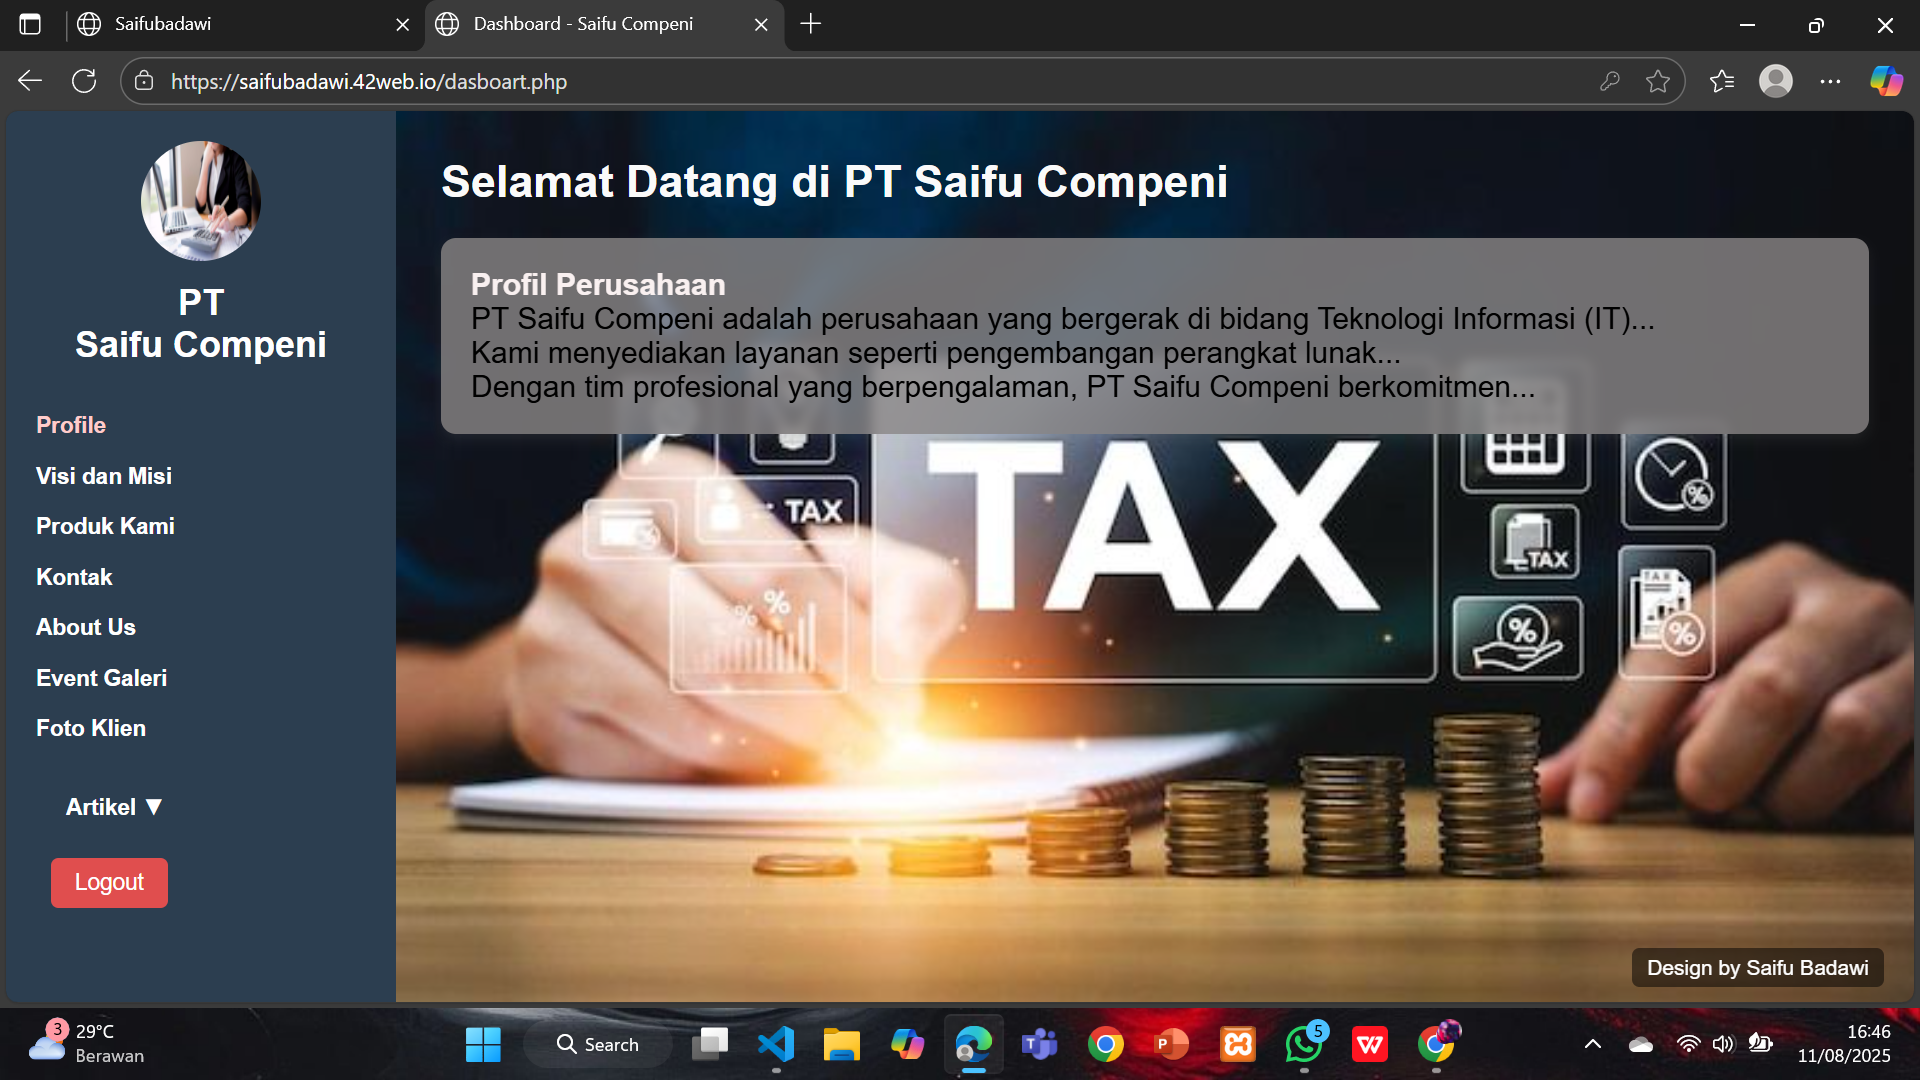 Saifubadawi
Dashboard - Saifu Compeni
https://saifubadawi.42web.io/dasboart.php
PT
Saifu Compeni
Profile
Visi dan Misi
Produk Kami
Kontak
About Us
Event Galeri
Foto Klien
Artikel ▼
Logout
Selamat Datang di PT Saifu Compeni
Profil Perusahaan
PT Saifu Compeni adalah perusahaan yang bergerak di bidang Teknologi Informasi (IT)...
Kami menyediakan layanan seperti pengembangan perangkat lunak...
Dengan tim profesional yang berpengalaman, PT Saifu Compeni berkomitmen...
TAX
TAX
TAX
TAX
%
%
%
%
%
Design by Saifu Badawi
3
29°C
Berawan
Search
T
P
5
W
16:46
11/08/2025